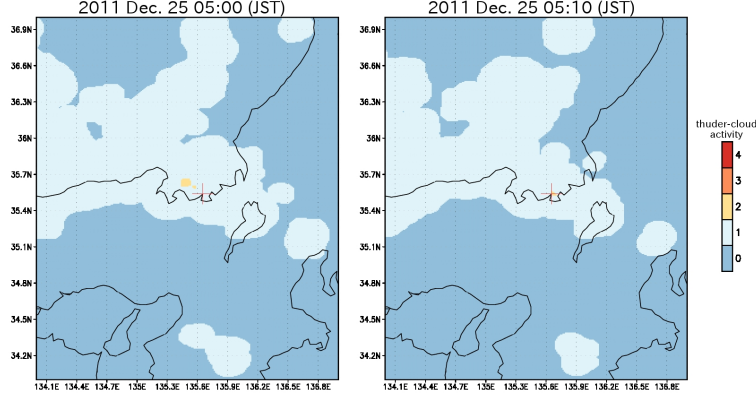 2011 Dec. 25 05:00 (JST)
2011 Dec. 25 05:10 (JST)
36.9N
36.6N
36.3N
36N
35.7N
35.4N
35.1N
34.8N
34.5N
34.2N
134.1E 134.4E 134.7E 135E 135.3E 135.6E 135.9E 136.2E 136.5E 136.8E
36.9N
36.6N
36.3N
36N
35.7N
35.4N
35.1N
34.8N
34.5N
34.2N
134.1E 134.4E 134.7E 135E 135.3E 135.6E 135.9E 136.2E 136.5E 136.8E
thuder-cloud
activity
4
3
2
1
0